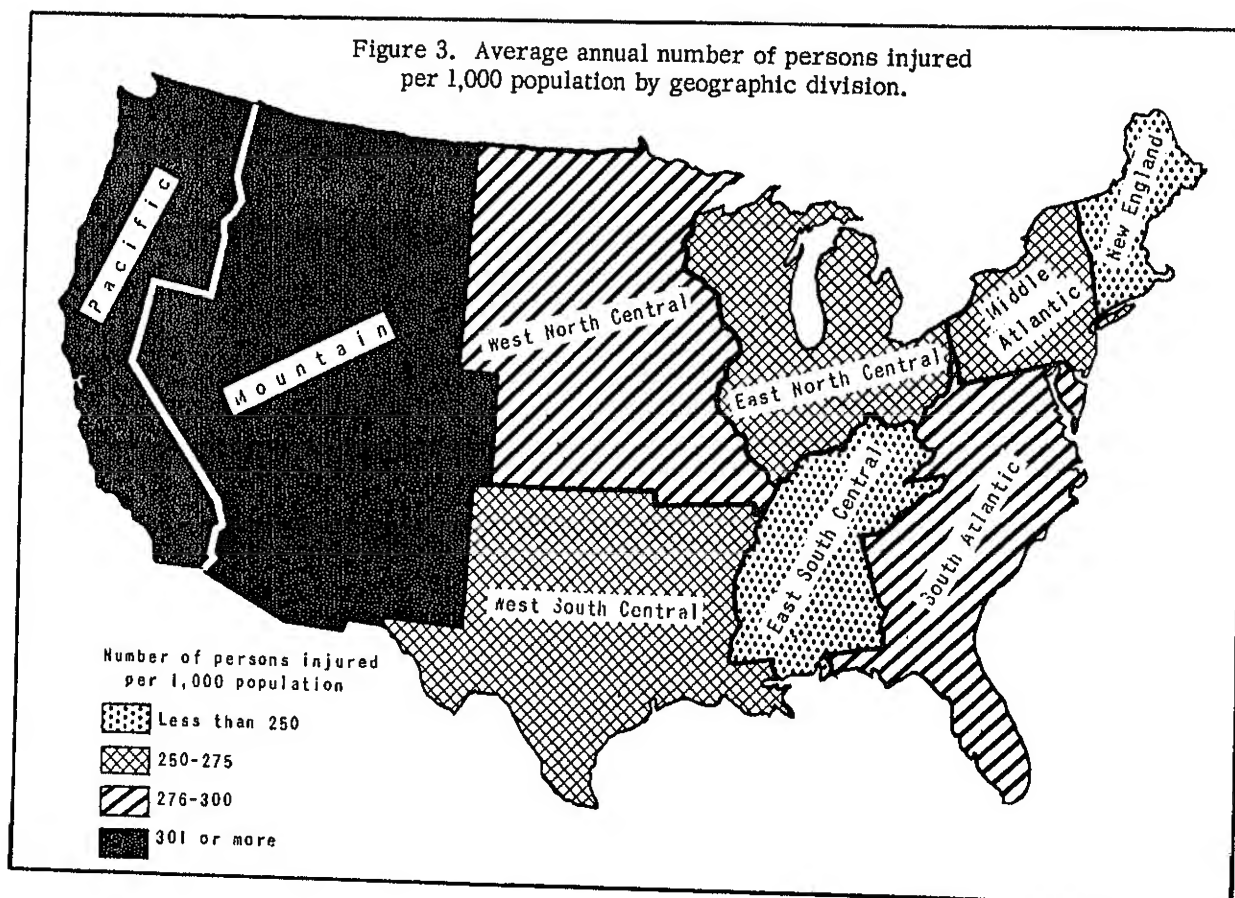 Figure 3. Average annual number of persons injured
per 1,000 population by geographic division.
Pacific
Mountain
West North Central
East North Central
Middle
Atlantic
New England
West South Central
East South Central
South Atlantic
Number of persons injured
per 1,000 population
Less than 250
250-275
276-300
301 or more